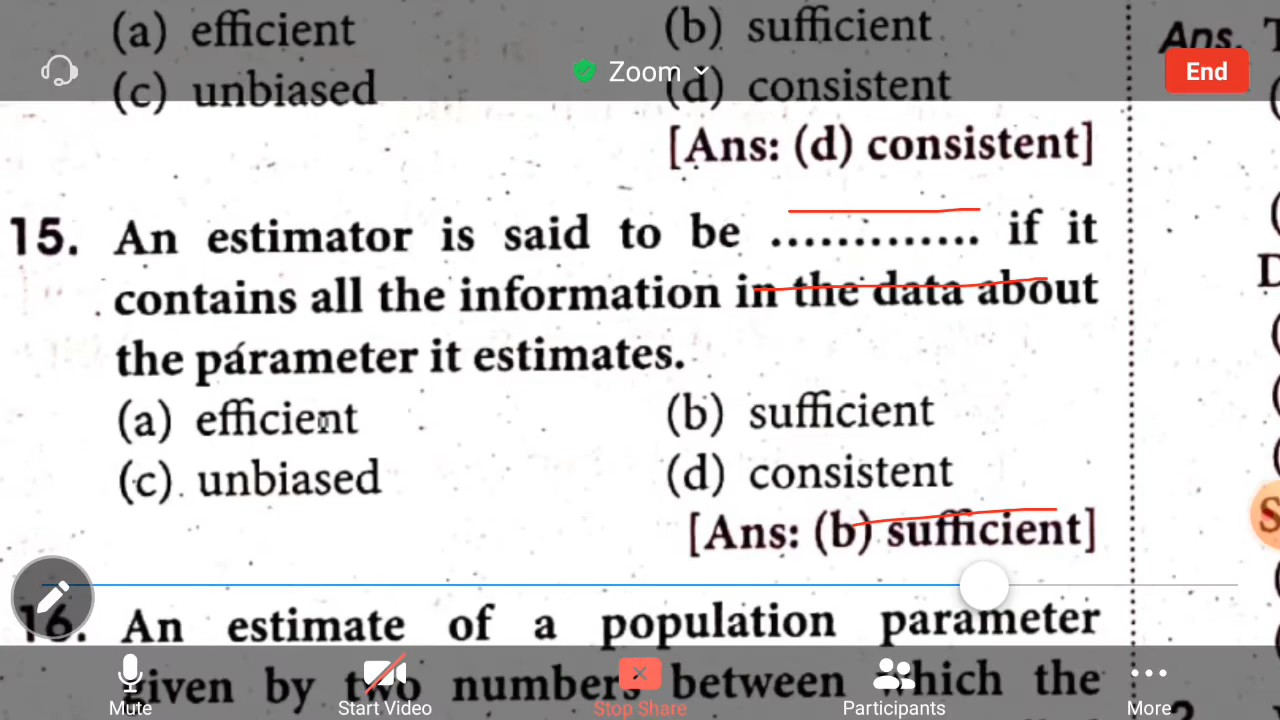 (a) efficient (b) sufficient
Ans.
Zoom
End
(c) unbiased (d) consistent
[Ans: (d) consistent]
15. An estimator is said to be ............. if it
contains all the information in the data about
the parameter it estimates.
(a) efficient (b) sufficient
(c) unbiased (d) consistent
[Ans: (b) sufficient]
16. An estimate of a population parameter
given by two numbers between which the
Mute Start Video Stop Share Participants More